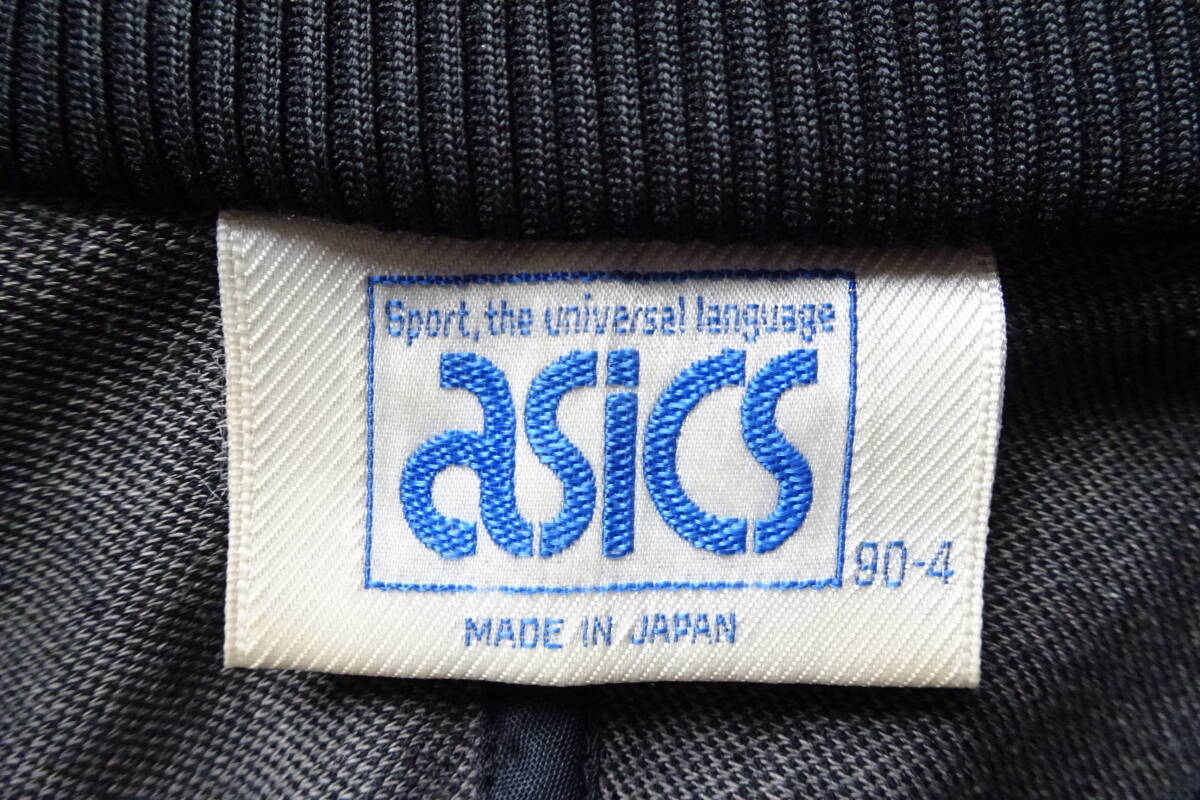 Sport, the universal language
asics
90-4
MADE IN JAPAN